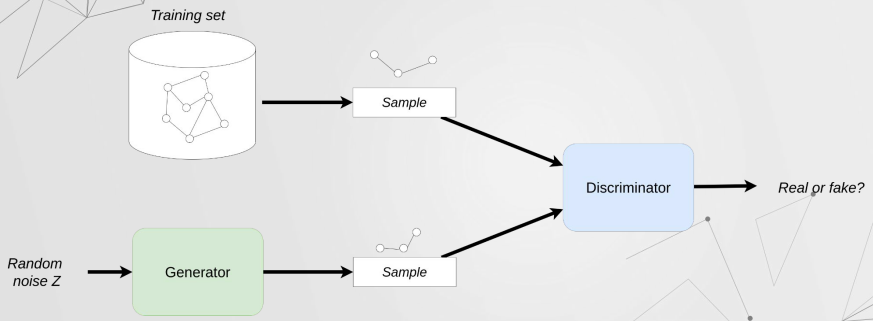 Training set
Sample
Discriminator
Real or fake?
Random
noise Z
Generator
Sample